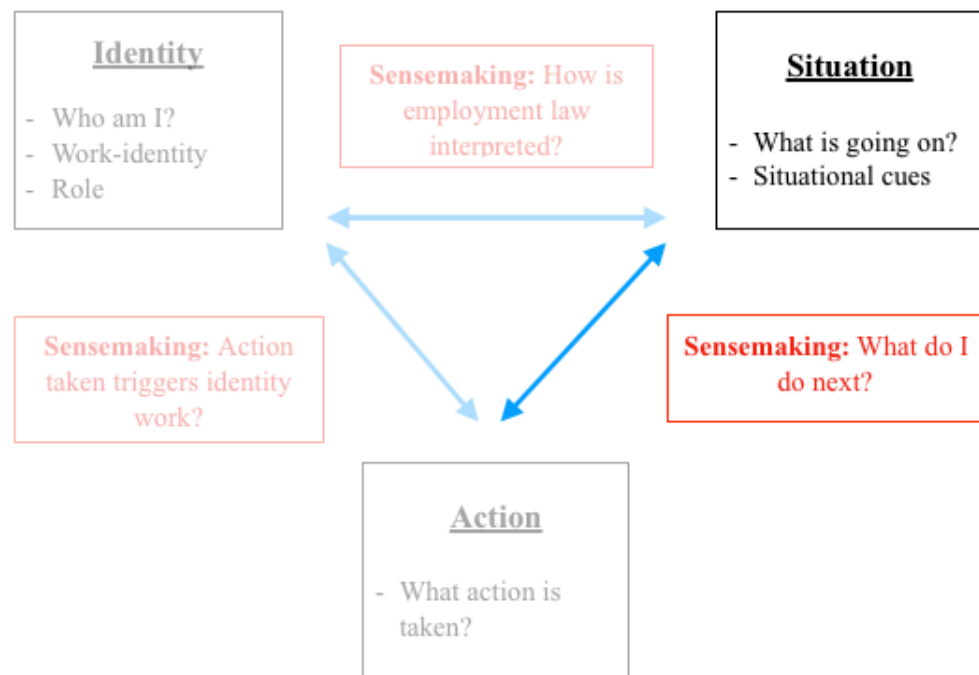 Identity
- Who am I?
- Work-identity
- Role
Sensemaking: How is
employment law
interpreted?
Situation
- What is going on?
- Situational cues
Sensemaking: Action
taken triggers identity
work?
Sensemaking: What do I
do next?
Action
- What action is
taken?